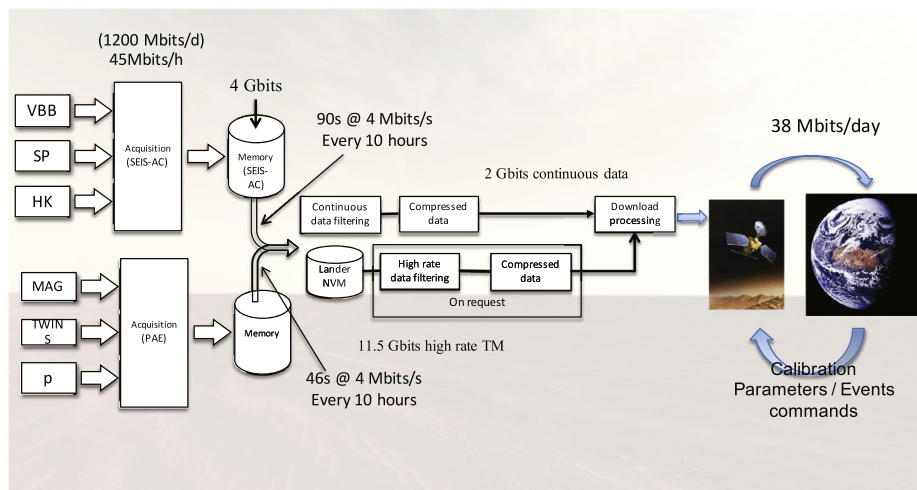 (1200 Mbits/d)
45Mbits/h
4 Gbits
VBB
SP
HK
Acquisition
(SEIS-AC)
Memory
(SEIS-
AC)
90s @ 4 Mbits/s
Every 10 hours
38 Mbits/day
2 Gbits continuous data
Continuous
data filtering
Compressed
data
Download
processing
Lander
NVM
High rate
data filtering
Compressed
data
On request
MAG
TWIN
S
p
Acquisition
(PAE)
Memory
11.5 Gbits high rate TM
46s @ 4 Mbits/s
Every 10 hours
Calibration
Parameters / Events
commands